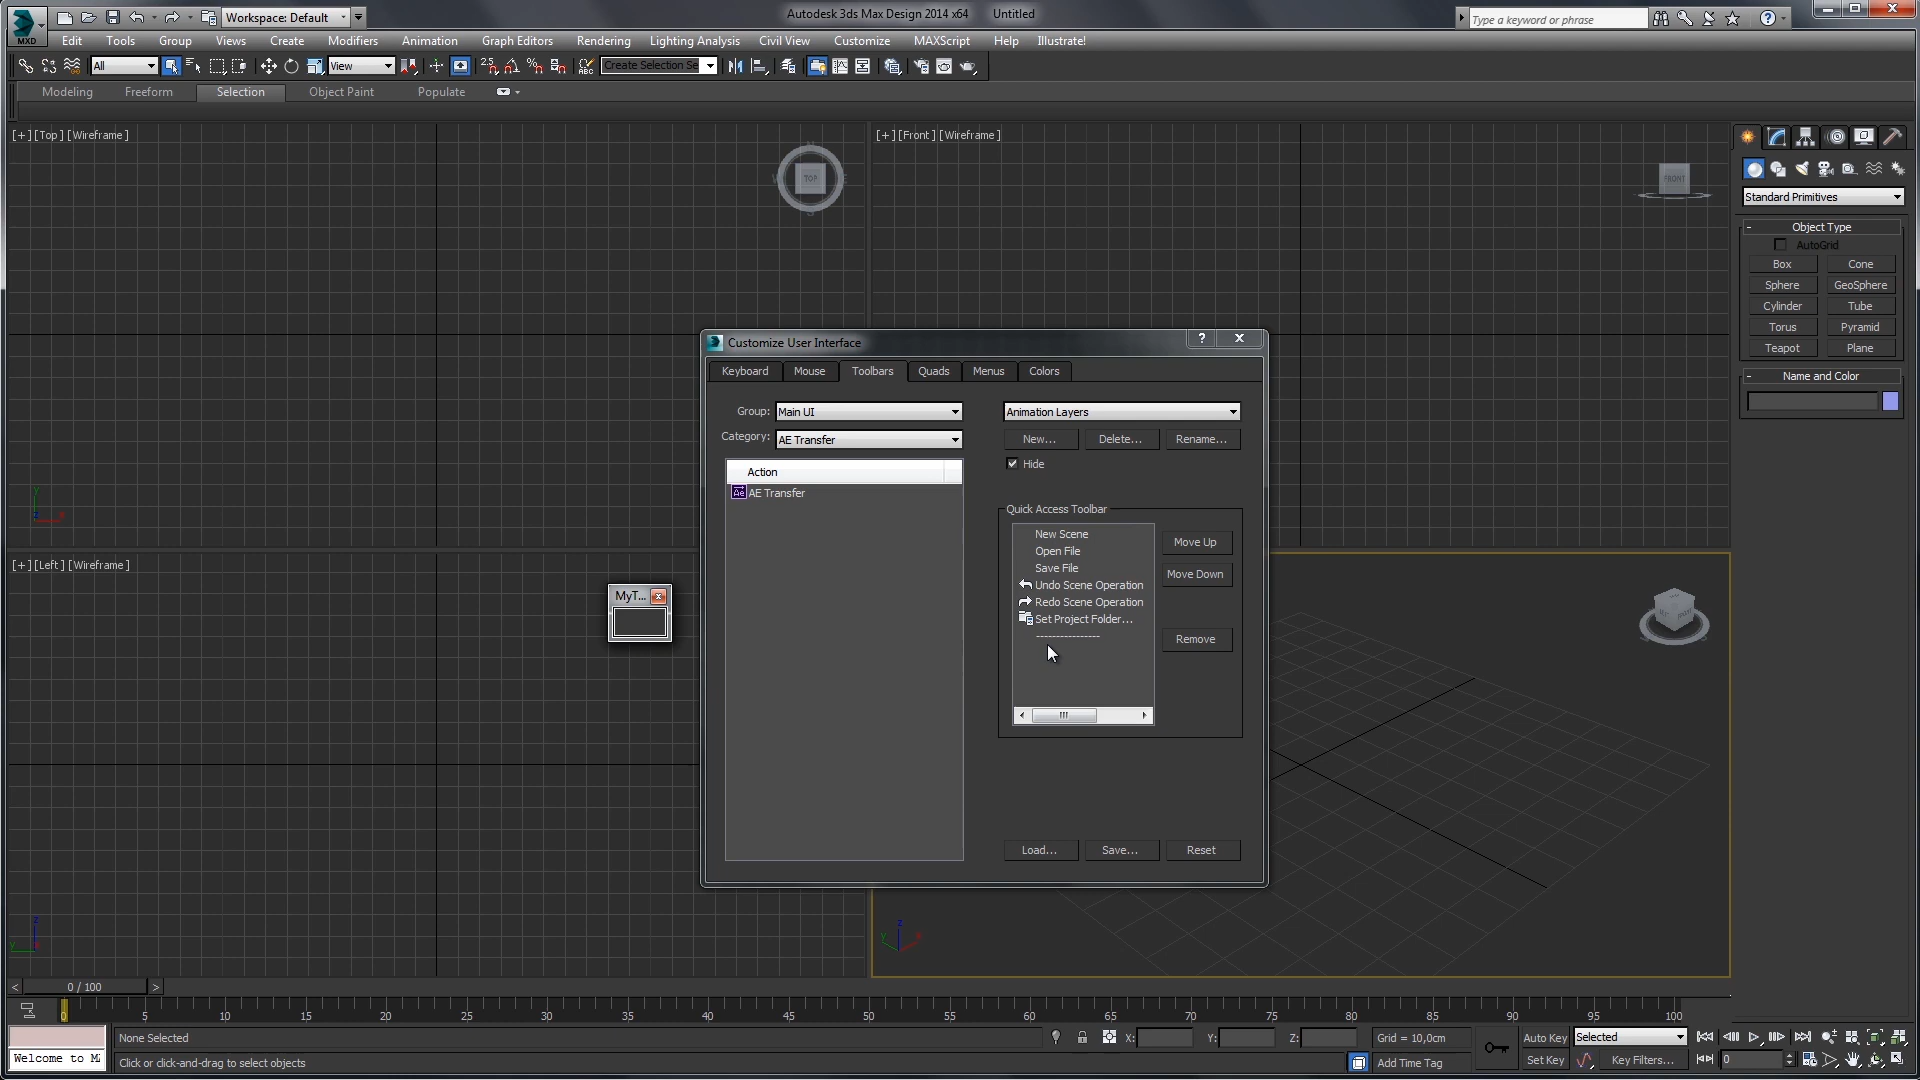 Workspace: Default
Autodesk 3ds Max Design 2014 x64 Untitled
Type a keyword or phrase
MXD
Edit Tools Group Views Create Modifiers Animation Graph Editors Rendering Lighting Analysis Civil View Customize MAXScript Help Illustrate!
All View 2.5 Create Selection Se
Modeling Freeform Selection Object Paint Populate
[+][Top][Wireframe]
TOP
[+][Front][Wireframe]
FRONT
Standard Primitives
- Object Type
AutoGrid
Box Cone
Sphere GeoSphere
Cylinder Tube
Torus Pyramid
Teapot Plane
- Name and Color
Customize User Interface ?
Keyboard Mouse Toolbars Quads Menus Colors
Group: Main UI
Category: AE Transfer
Action
Ae AE Transfer
Animation Layers
New... Delete... Rename...
Hide
Quick Access Toolbar
New Scene
Open File
Save File
Undo Scene Operation
Redo Scene Operation
Set Project Folder...
----------------
Move Up
Move Down
Remove
Load... Save... Reset
[+][Left][Wireframe]
MyT...
< 0 / 100 >
0 5 10 15 20 25 30 35 40 45 50 55 60 65 70 75 80 85 90 95 100
None Selected X: Y: Z: Grid = 10,0cm Auto Key Selected
Welcome to MA Click or click-and-drag to select objects Add Time Tag Set Key Key Filters... 0